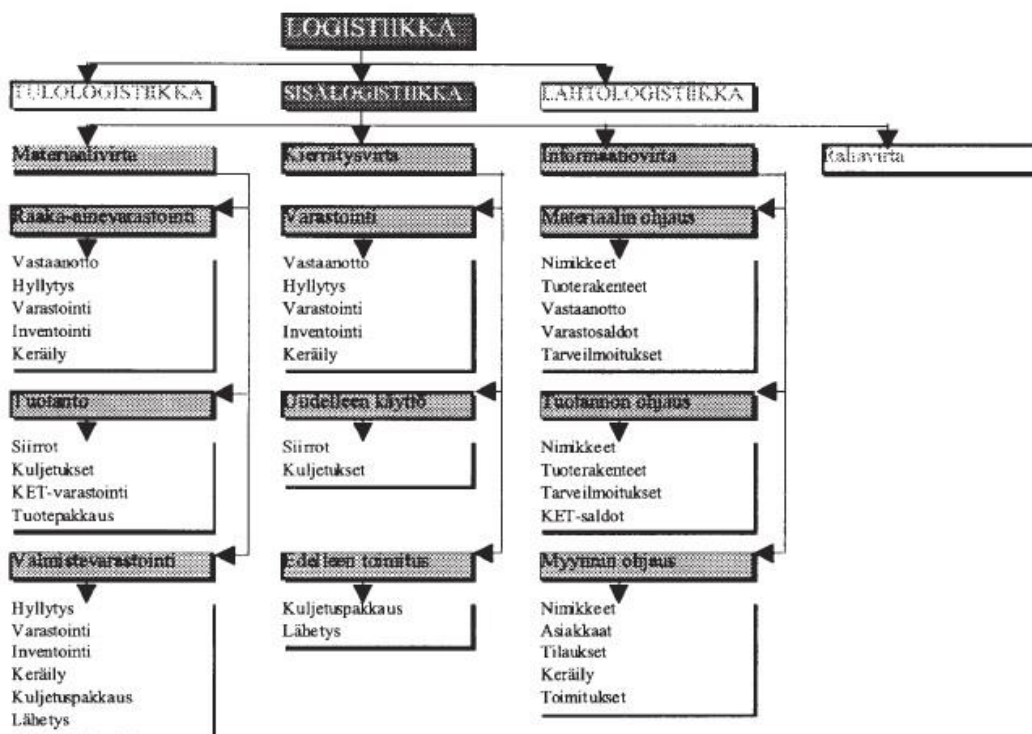 LOGISTIIKKA
TULOLOGISTIIKKA
SISÄLOGISTIIKKA
LÄHTÖLOGISTIIKKA
Materiaalivirta
Kierrätysvirta
Informaatiovirta
Rahavirta
Raaka-ainevarastointi
Vastaanotto
Hyllytys
Varastointi
Inventointi
Keräily
Tuotanto
Siirrot
Kuljetukset
KET-varastointi
Tuotepakkaus
Valmistevarastointi
Hyllytys
Varastointi
Inventointi
Keräily
Kuljetuspakkaus
Lähetys
Varastointi
Vastaanotto
Hyllytys
Varastointi
Inventointi
Keräily
Uudelleen käyttö
Siirrot
Kuljetukset
Edelleen toimitus
Kuljetuspakkaus
Lähetys
Materiaalin ohjaus
Nimikkeet
Tuoterakenteet
Vastaanotto
Varastosaldot
Tarveilmoitukset
Tuotannon ohjaus
Nimikkeet
Tuoterakenteet
Tarveilmoitukset
KET-saldot
Myynnin ohjaus
Nimikkeet
Asiakkaat
Tilaukset
Keräily
Toimitukset